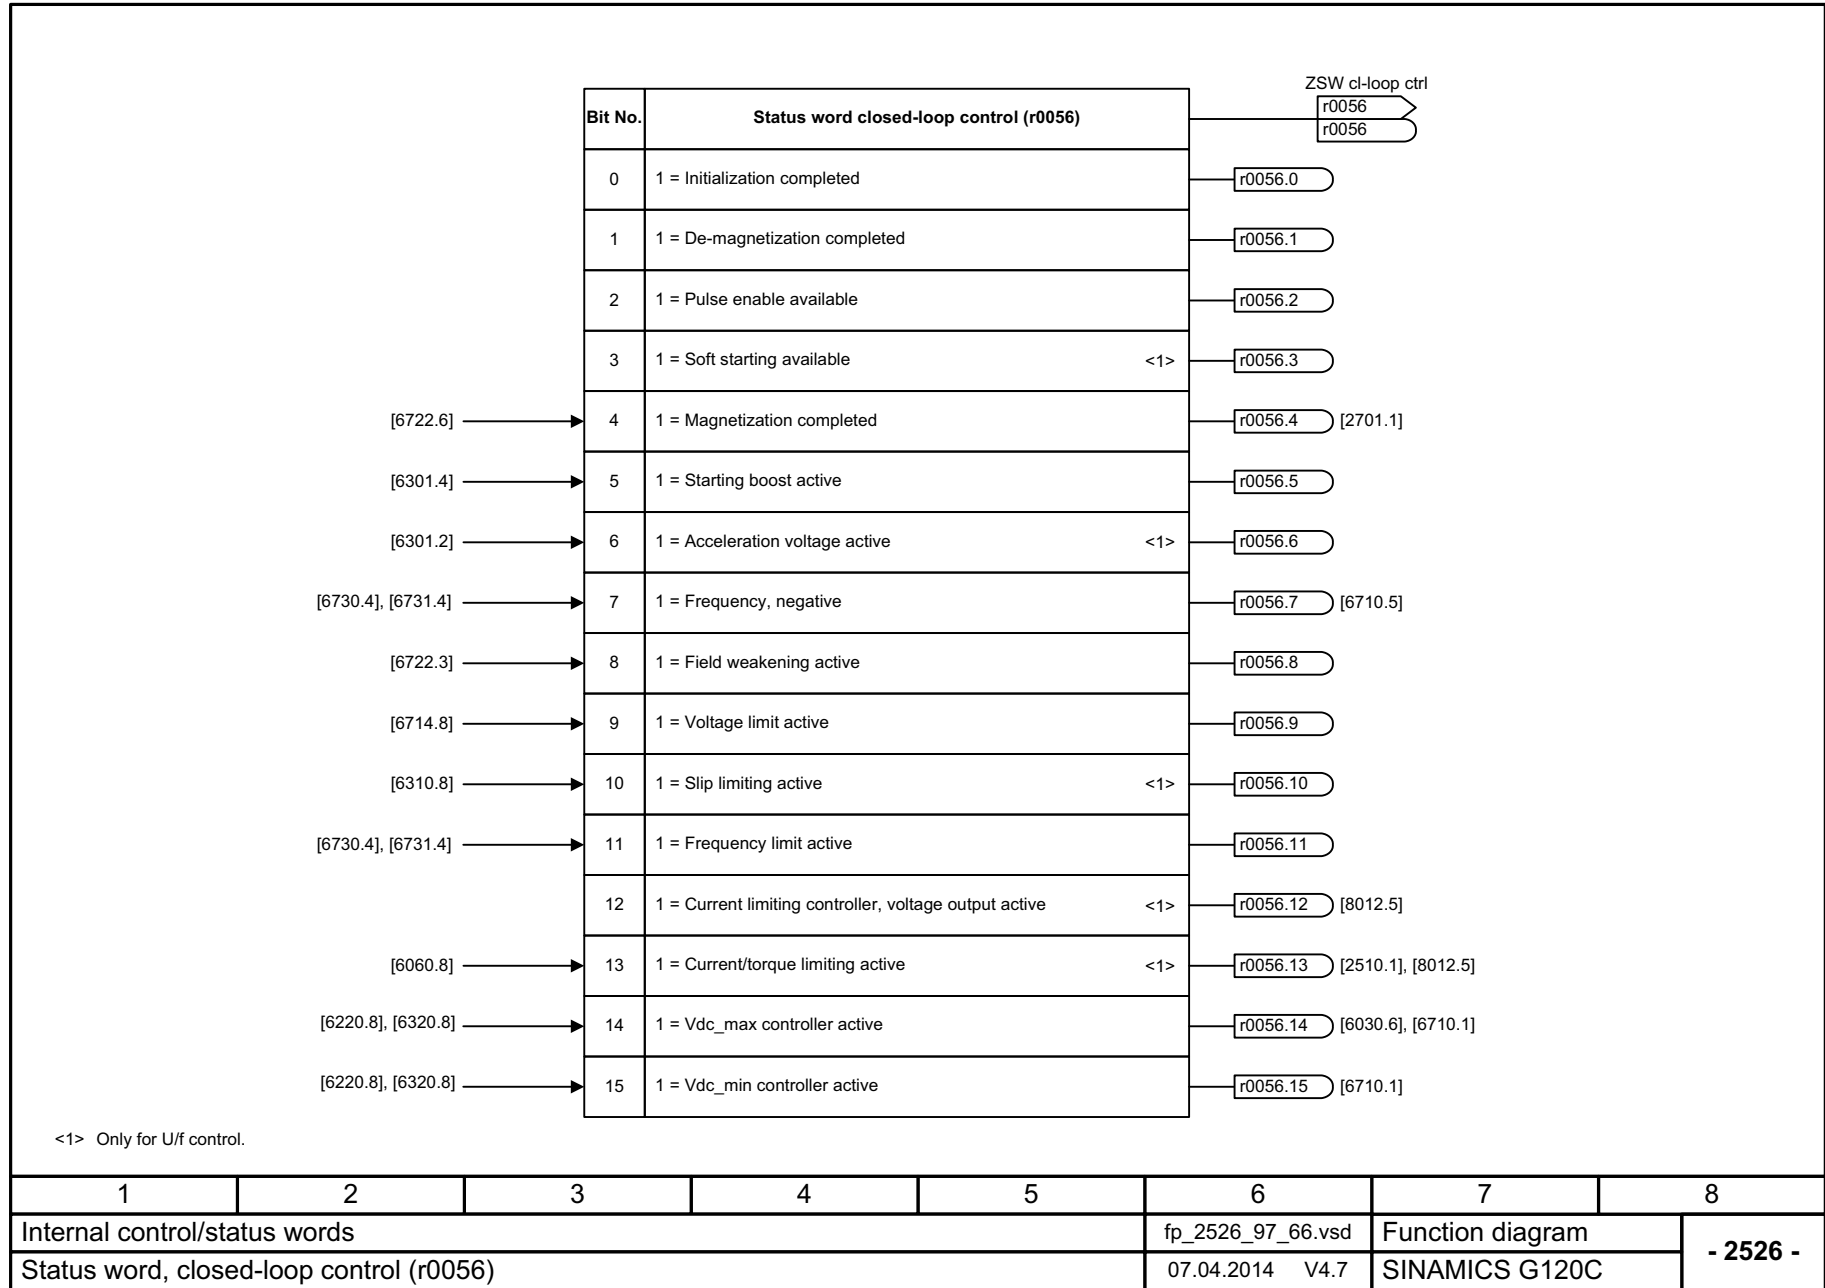 ZSW cl-loop ctrl
Bit No. Status word closed-loop control (r0056) r0056
r0056
0 1 = Initialization completed r0056.0
1 1 = De-magnetization completed r0056.1
2 1 = Pulse enable available r0056.2
3 1 = Soft starting available <1> r0056.3
[6722.6] 4 1 = Magnetization completed r0056.4 [2701.1]
[6301.4] 5 1 = Starting boost active r0056.5
[6301.2] 6 1 = Acceleration voltage active <1> r0056.6
[6730.4], [6731.4] 7 1 = Frequency, negative r0056.7 [6710.5]
[6722.3] 8 1 = Field weakening active r0056.8
[6714.8] 9 1 = Voltage limit active r0056.9
[6310.8] 10 1 = Slip limiting active <1> r0056.10
[6730.4], [6731.4] 11 1 = Frequency limit active r0056.11
12 1 = Current limiting controller, voltage output active <1> r0056.12 [8012.5]
[6060.8] 13 1 = Current/torque limiting active <1> r0056.13 [2510.1], [8012.5]
[6220.8], [6320.8] 14 1 = Vdc_max controller active r0056.14 [6030.6], [6710.1]
[6220.8], [6320.8] 15 1 = Vdc_min controller active r0056.15 [6710.1]
<1> Only for U/f control.
1 2 3 4 5 6 7 8
Internal control/status words fp_2526_97_66.vsd Function diagram - 2526 -
Status word, closed-loop control (r0056) 07.04.2014 V4.7 SINAMICS G120C